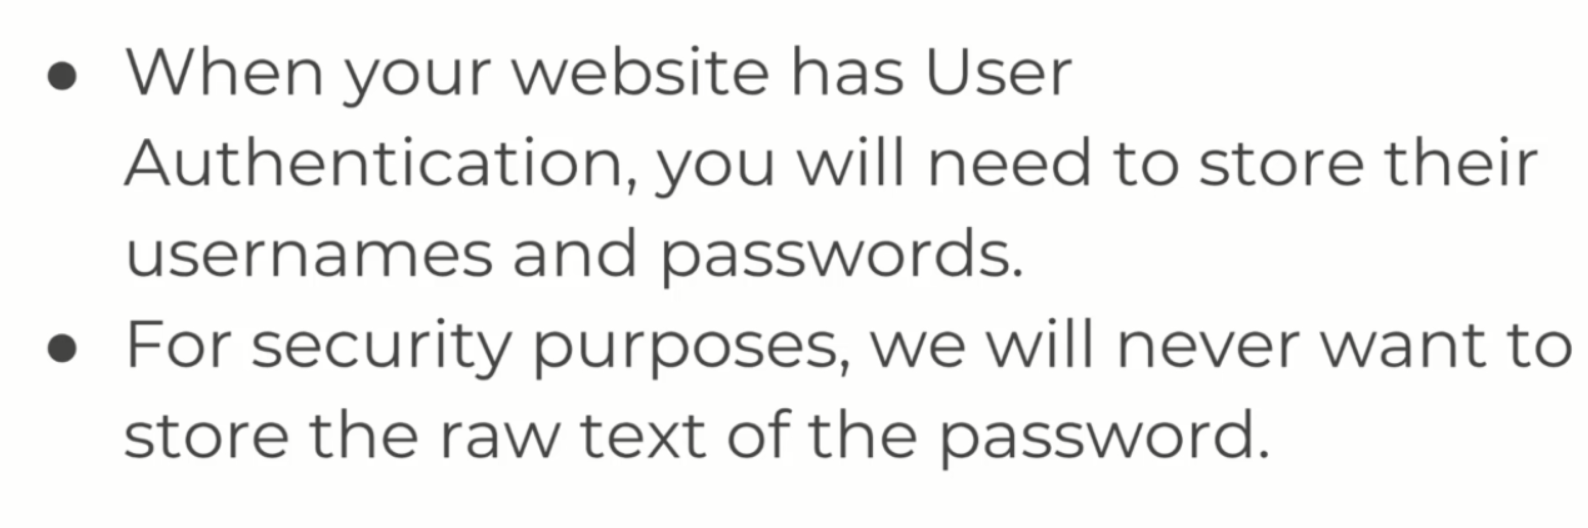 ● When your website has User
Authentication, you will need to store their
usernames and passwords.
● For security purposes, we will never want to
store the raw text of the password.